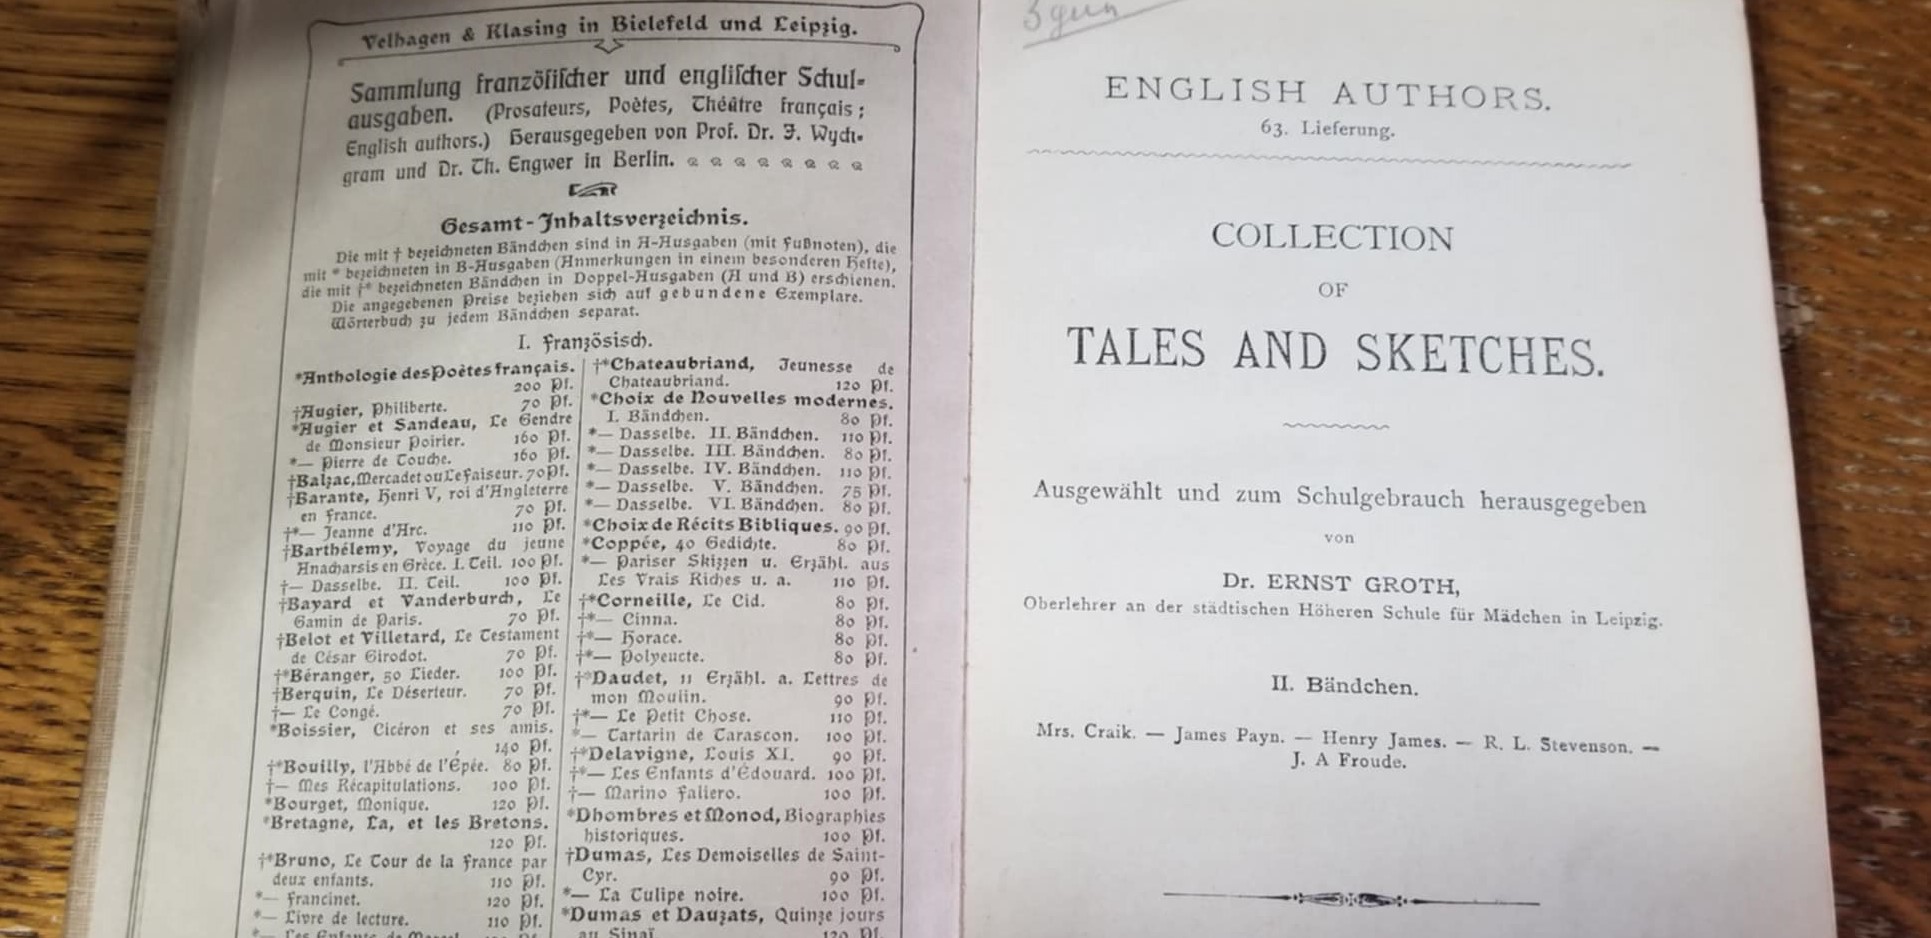 Velhagen & Klasing in Bielefeld und Leipzig.
Sammlung französischer und englischer Schul-
ausgaben. (Prosateurs, Poètes, Théâtre français;
English authors.) Herausgegeben von Prof. Dr. J. Wych-
gram und Dr. Th. Engwer in Berlin.
Gesamt-Inhaltsverzeichnis.
Die mit † bezeichneten Bändchen sind in A-Ausgaben (mit Fußnoten), die
mit * bezeichneten in B-Ausgaben (Anmerkungen in einem besonderen Hefte),
die mit †* bezeichneten Bändchen in Doppel-Ausgaben (A und B) erschienen.
Die angegebenen Preise beziehen sich auf gebundene Exemplare.
Wörterbuch zu jedem Bändchen separat.
I. Französisch.
*Anthologie des Poètes français.
200 Pf.
†Augier, Philiberte. 70 Pf.
*Augier et Sandeau, Le Gendre
de Monsieur Poirier. 160 Pf.
*— Pierre de Touche. 160 Pf.
†Balzac, Mercadet ou Le Faiseur. 70 Pf.
†Barante, Henri V, roi d'Angleterre
en France. 70 Pf.
†*— Jeanne d'Arc. 110 Pf.
†Barthélemy, Voyage du jeune
Anacharsis en Grèce. I. Teil. 100 Pf.
†— Dasselbe. II. Teil. 100 Pf.
†Bayard et Vanderburch, Le
Gamin de Paris. 70 Pf.
†Belot et Villetard, Le Testament
de César Girodot. 70 Pf.
†*Béranger, 50 Lieder. 100 Pf.
†Berquin, Le Déserteur. 70 Pf.
†— Le Congé. 70 Pf.
*Boissier, Cicéron et ses amis.
140 Pf.
†*Bouilly, l'Abbé de l'Épée. 80 Pf.
†— Mes Récapitulations. 100 Pf.
*Bourget, Monique. 120 Pf.
*Bretagne, La, et les Bretons.
120 Pf.
†*Bruno, Le Tour de la France par
deux enfants. 110 Pf.
*— Francinet. 120 Pf.
*— Livre de lecture. 110 Pf.
†*Chateaubriand, Jeunesse de
Chateaubriand. 120 Pf.
*Choix de Nouvelles modernes.
I. Bändchen. 80 Pf.
*— Dasselbe. II. Bändchen. 110 Pf.
*— Dasselbe. III. Bändchen. 80 Pf.
*— Dasselbe. IV. Bändchen. 110 Pf.
*— Dasselbe. V. Bändchen. 75 Pf.
*— Dasselbe. VI. Bändchen. 80 Pf.
*Choix de Récits Bibliques. 90 Pf.
*Coppée, 40 Gedichte. 80 Pf.
*— Pariser Skizzen u. Erzähl. aus
Les Vrais Riches u. a. 110 Pf.
†*Corneille, Le Cid. 80 Pf.
†*— Cinna. 80 Pf.
†*— Horace. 80 Pf.
†*— Polyeucte. 80 Pf.
†*Daudet, 11 Erzähl. a. Lettres de
mon Moulin. 90 Pf.
†*— Le Petit Chose. 110 Pf.
*— Tartarin de Tarascon. 100 Pf.
†*Delavigne, Louis XI. 90 Pf.
†*— Les Enfants d'Édouard. 100 Pf.
†— Marino Faliero. 100 Pf.
*Dhombres et Monod, Biographies
historiques. 100 Pf.
†Dumas, Les Demoiselles de Saint-
Cyr. 90 Pf.
*— La Tulipe noire. 100 Pf.
*Dumas et Dauzats, Quinze jours
au Sinaï 120 Pf.
ENGLISH AUTHORS.
63. Lieferung.
COLLECTION
OF
TALES AND SKETCHES.
Ausgewählt und zum Schulgebrauch herausgegeben
von
Dr. ERNST GROTH,
Oberlehrer an der städtischen Höheren Schule für Mädchen in Leipzig.
II. Bändchen.
Mrs. Craik. — James Payn. — Henry James. — R. L. Stevenson. —
J. A Froude.